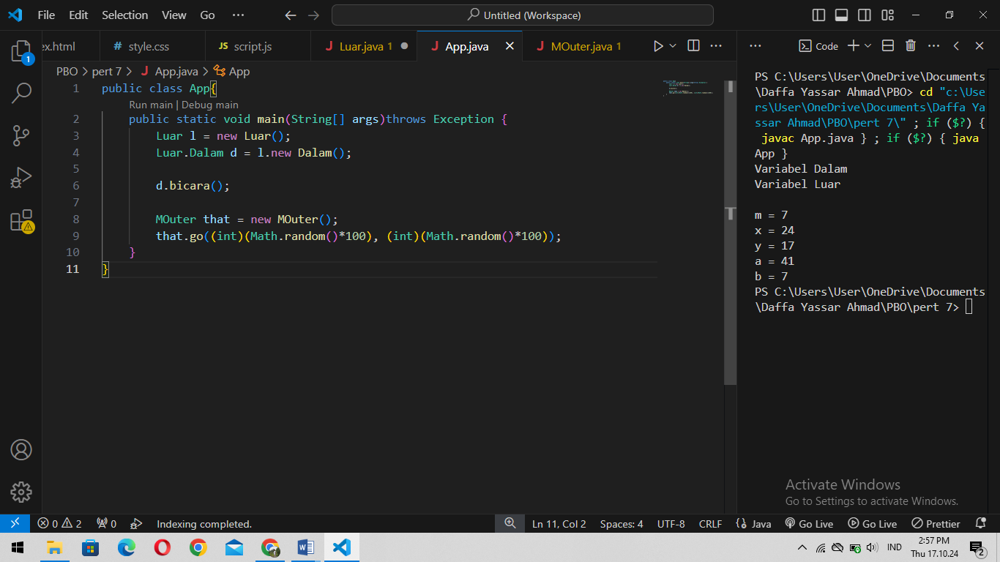 File Edit Selection View Go ··· Untitled (Workspace)
ex.html # style.css JS script.js J Luar.java 1 J App.java J MOuter.java 1
PBO > pert 7 > J App.java > App
1 public class App{
Run main | Debug main
2 public static void main(String[] args)throws Exception {
3 Luar l = new Luar();
4 Luar.Dalam d = l.new Dalam();
5
6 d.bicara();
7
8 MOuter that = new MOuter();
9 that.go((int)(Math.random()*100), (int)(Math.random()*100));
10 }
11 }
Code
PS C:\Users\User\OneDrive\Documents
\Daffa Yassar Ahmad\PBO> cd "c:\Use
rs\User\OneDrive\Documents\Daffa Ya
ssar Ahmad\PBO\pert 7\" ; if ($?) {
javac App.java } ; if ($?) { java
App }
Variabel Dalam
Variabel Luar
m = 7
x = 24
y = 17
a = 41
b = 7
PS C:\Users\User\OneDrive\Documents
\Daffa Yassar Ahmad\PBO\pert 7>
1
Activate Windows
Go to Settings to activate Windows.
0 2 0 Indexing completed. Ln 11, Col 2 Spaces: 4 UTF-8 CRLF {} Java Go Live Go Live Prettier
W IND 2:57 PM
Thu 17.10.24 2